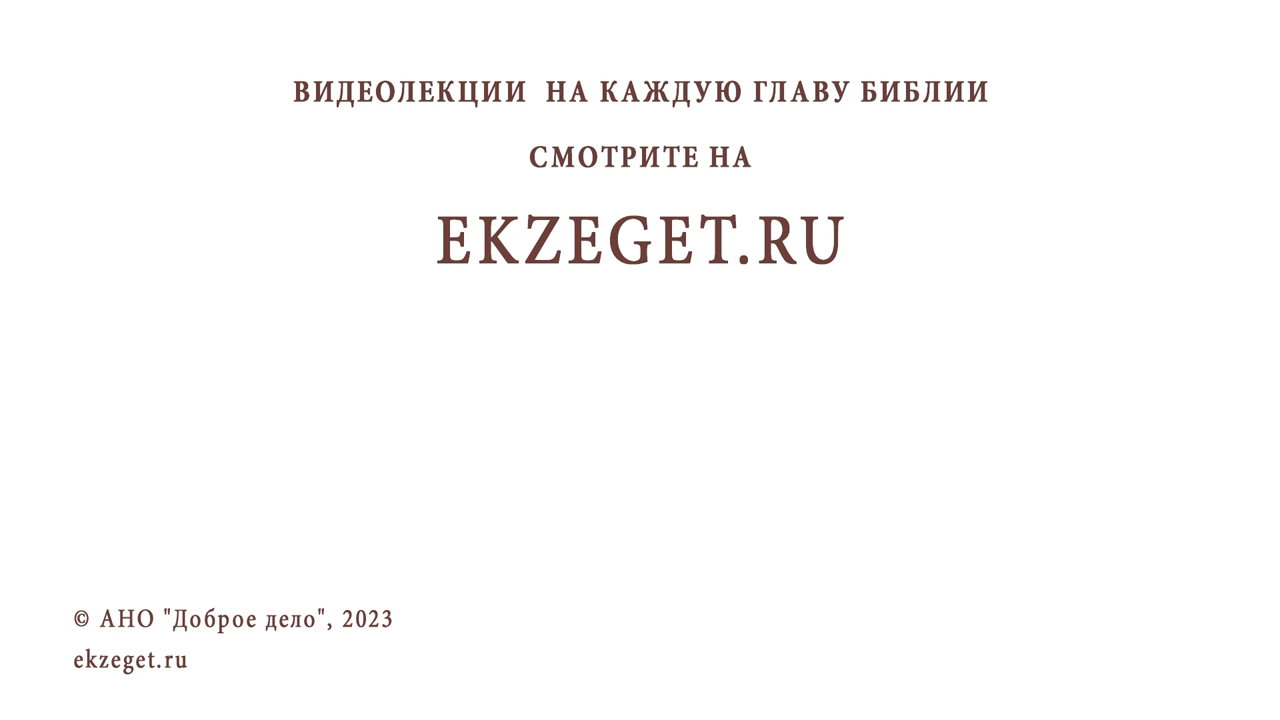 ВИДЕОЛЕКЦИИ НА КАЖДУЮ ГЛАВУ БИБЛИИ
СМОТРИТЕ НА
EKZEGET.RU
© АНО "Доброе дело", 2023
ekzeget.ru